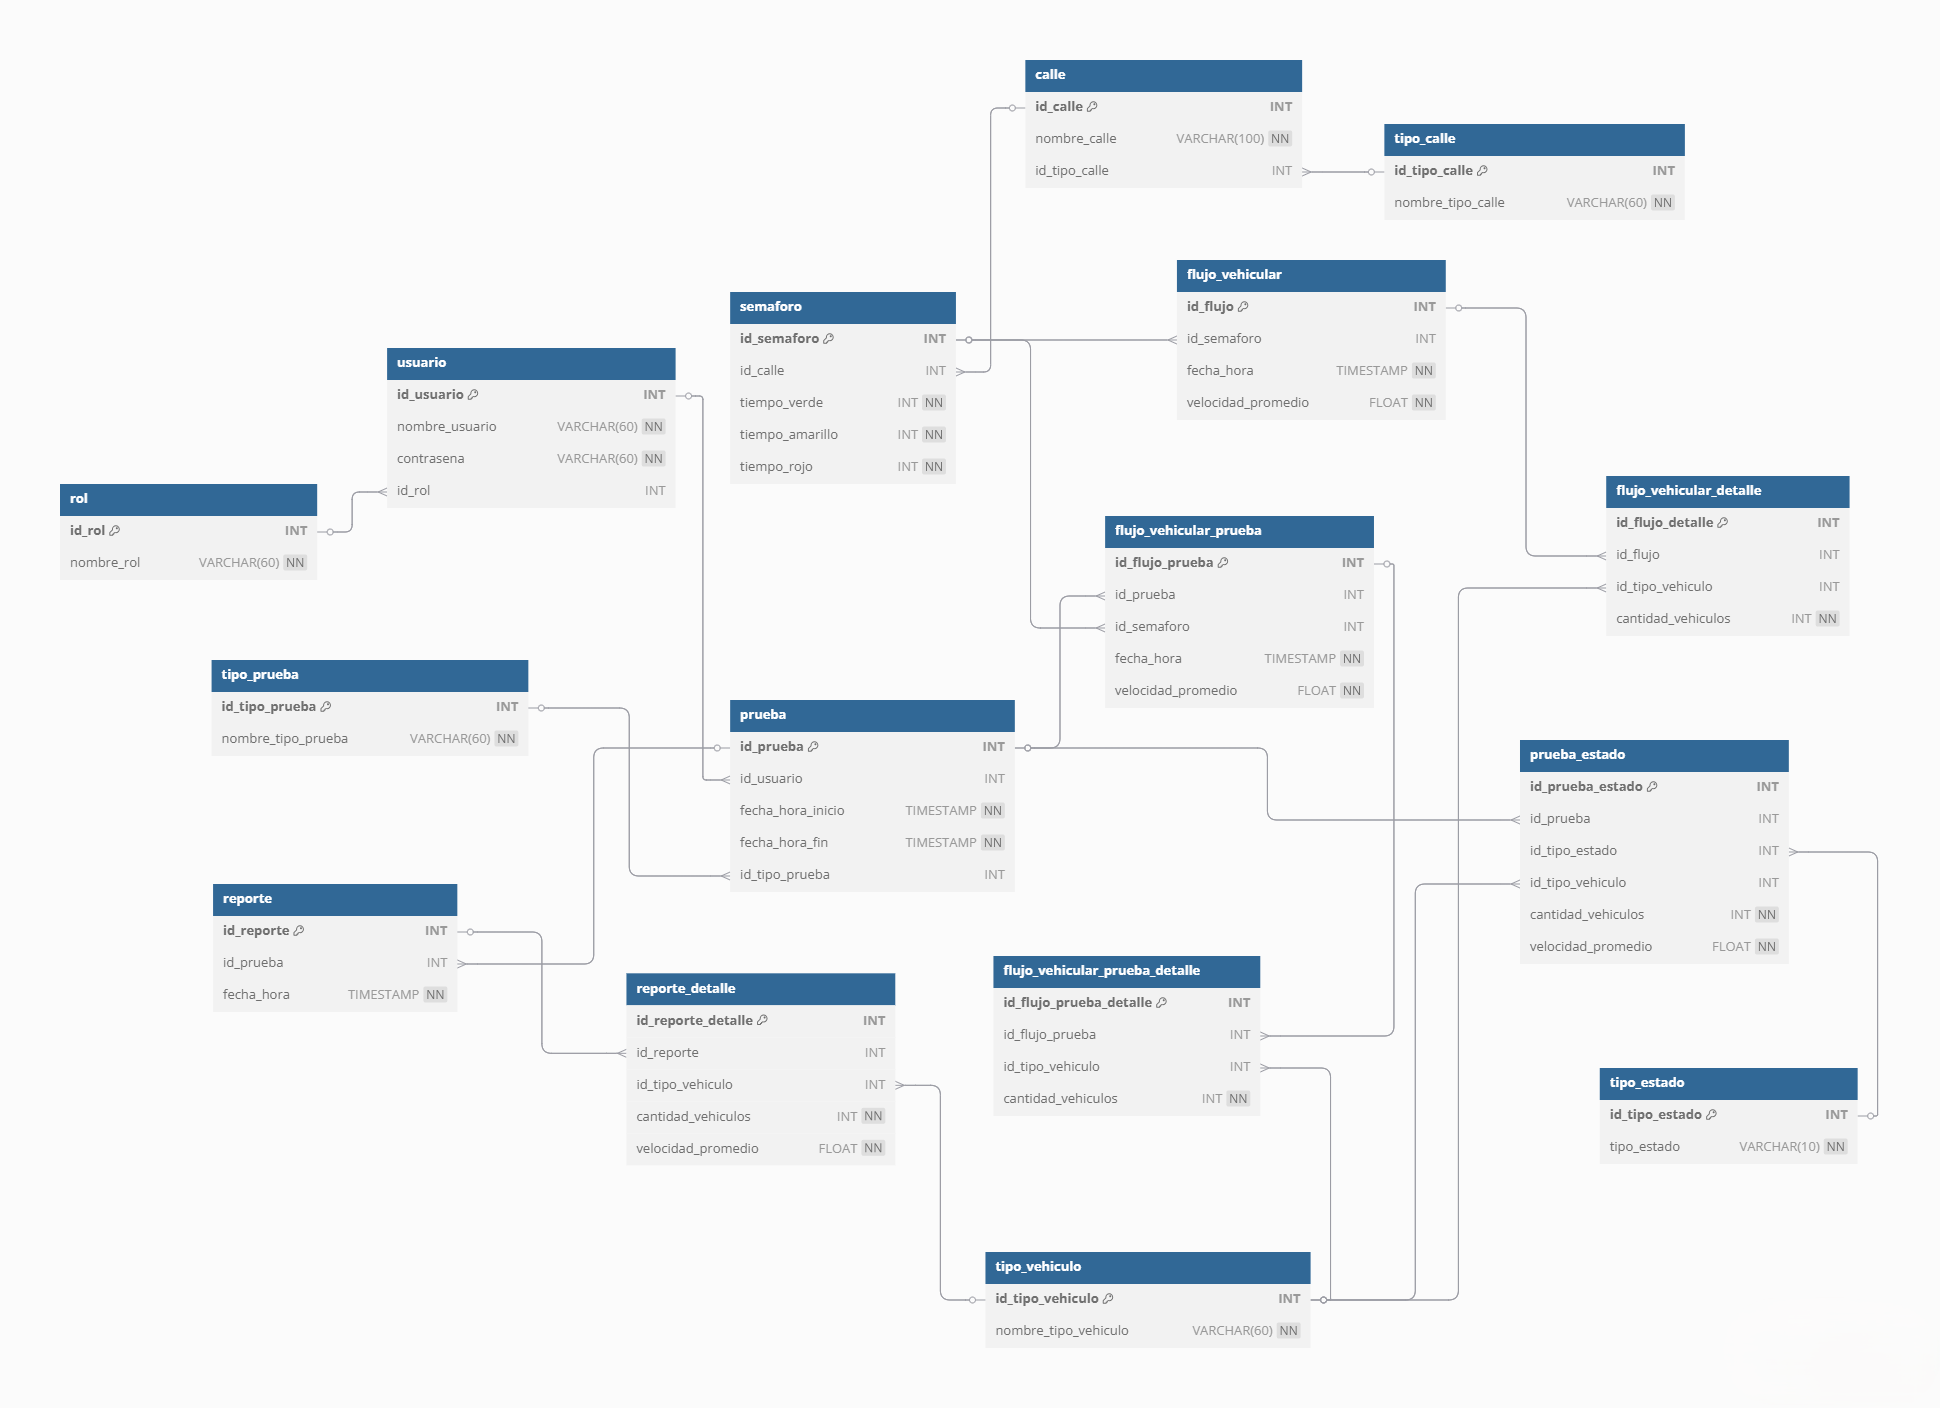 calle
id_calle INT
nombre_calle VARCHAR(100) NN
id_tipo_calle INT
tipo_calle
id_tipo_calle INT
nombre_tipo_calle VARCHAR(60) NN
flujo_vehicular
id_flujo INT
id_semaforo INT
fecha_hora TIMESTAMP NN
velocidad_promedio FLOAT NN
semaforo
id_semaforo INT
id_calle INT
tiempo_verde INT NN
tiempo_amarillo INT NN
tiempo_rojo INT NN
usuario
id_usuario INT
nombre_usuario VARCHAR(60) NN
contrasena VARCHAR(60) NN
id_rol INT
rol
id_rol INT
nombre_rol VARCHAR(60) NN
flujo_vehicular_detalle
id_flujo_detalle INT
id_flujo INT
id_tipo_vehiculo INT
cantidad_vehiculos INT NN
flujo_vehicular_prueba
id_flujo_prueba INT
id_prueba INT
id_semaforo INT
fecha_hora TIMESTAMP NN
velocidad_promedio FLOAT NN
tipo_prueba
id_tipo_prueba INT
nombre_tipo_prueba VARCHAR(60) NN
prueba
id_prueba INT
id_usuario INT
fecha_hora_inicio TIMESTAMP NN
fecha_hora_fin TIMESTAMP NN
id_tipo_prueba INT
prueba_estado
id_prueba_estado INT
id_prueba INT
id_tipo_estado INT
id_tipo_vehiculo INT
cantidad_vehiculos INT NN
velocidad_promedio FLOAT NN
reporte
id_reporte INT
id_prueba INT
fecha_hora TIMESTAMP NN
reporte_detalle
id_reporte_detalle INT
id_reporte INT
id_tipo_vehiculo INT
cantidad_vehiculos INT NN
velocidad_promedio FLOAT NN
flujo_vehicular_prueba_detalle
id_flujo_prueba_detalle INT
id_flujo_prueba INT
id_tipo_vehiculo INT
cantidad_vehiculos INT NN
tipo_estado
id_tipo_estado INT
tipo_estado VARCHAR(10) NN
tipo_vehiculo
id_tipo_vehiculo INT
nombre_tipo_vehiculo VARCHAR(60) NN